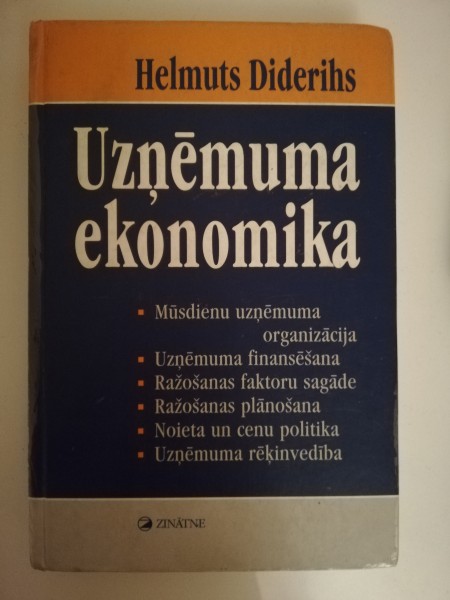 Helmuts Diderihs
Uzņēmuma
ekonomika
▪ Mūsdienu uzņēmuma
organizācija
▪ Uzņēmuma finansēšana
▪ Ražošanas faktoru sagāde
▪ Ražošanas plānošana
▪ Noieta un cenu politika
▪ Uzņēmuma rēķinvedība
ZINĀTNE